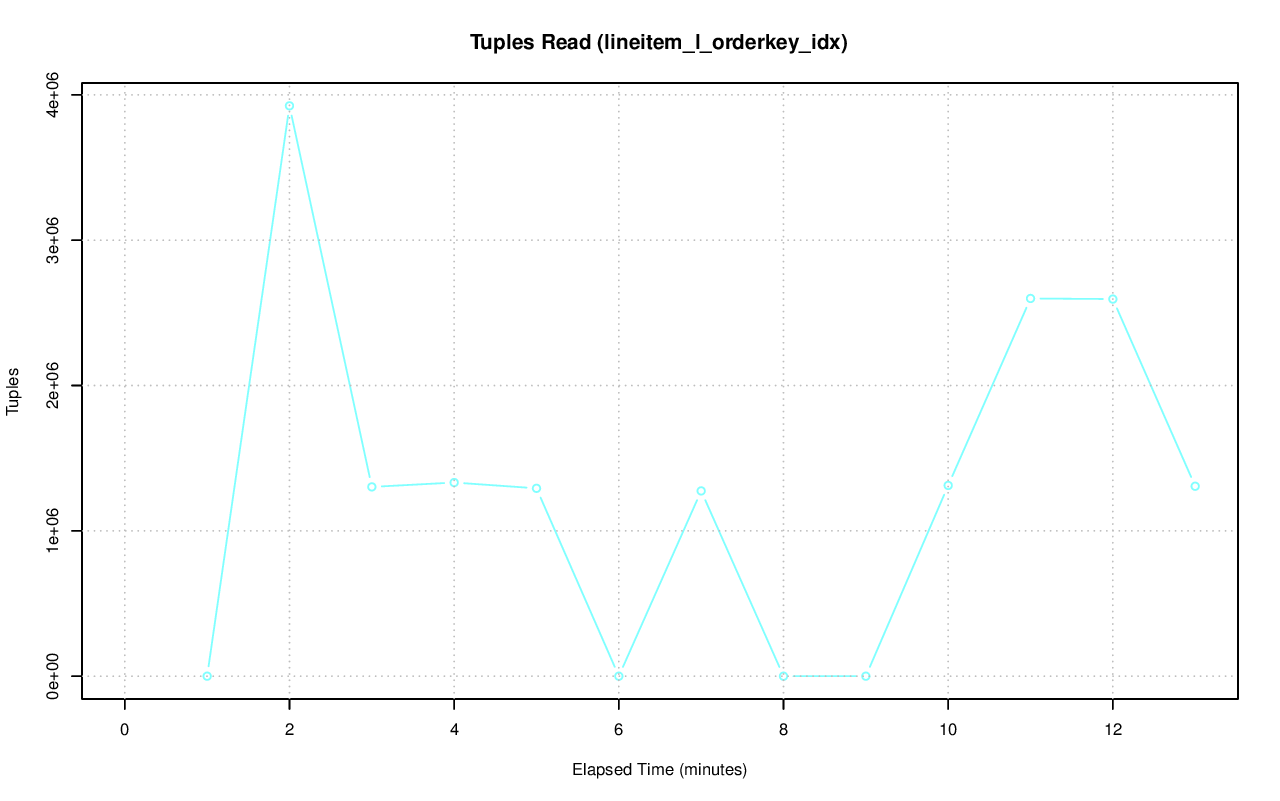 Tuples Read (lineitem_l_orderkey_idx)
4e+06
3e+06
2e+06
1e+06
0e+00
Tuples
0 2 4 6 8 10 12
Elapsed Time (minutes)